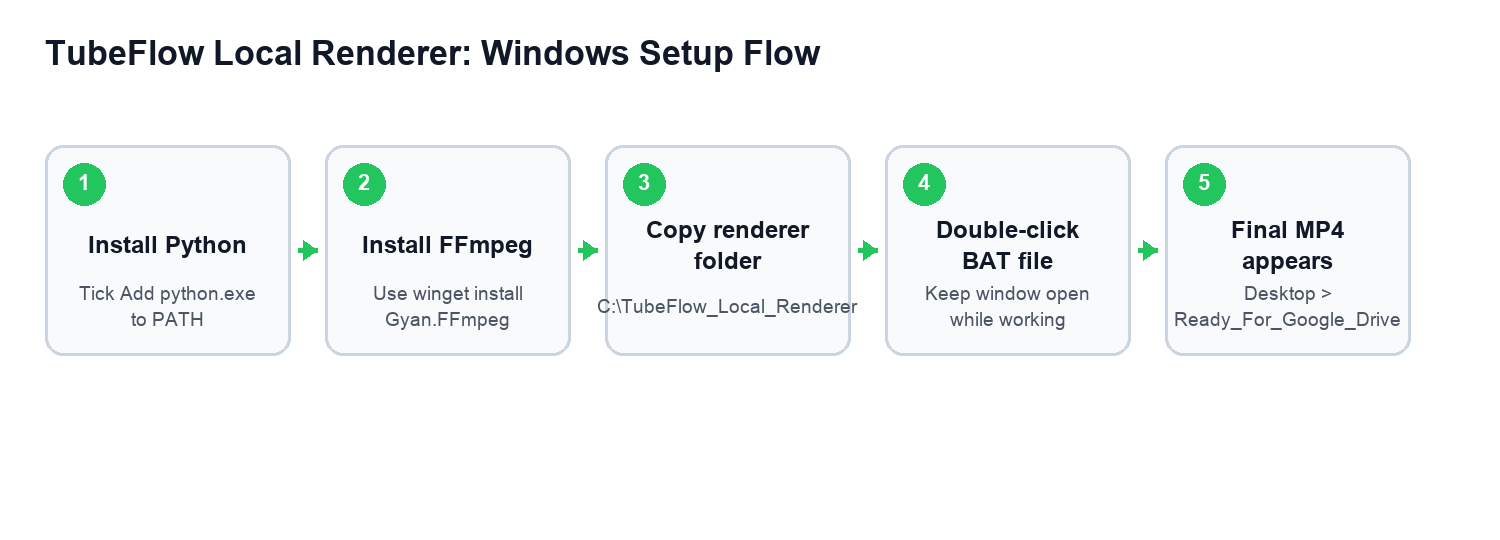 TubeFlow Local Renderer: Windows Setup Flow
1
Install Python
Tick Add python.exe
to PATH
2
Install FFmpeg
Use winget install
Gyan.FFmpeg
3
Copy renderer
folder
C:\TubeFlow_Local_Renderer
4
Double-click
BAT file
Keep window open
while working
5
Final MP4
appears
Desktop >
Ready_For_Google_Drive